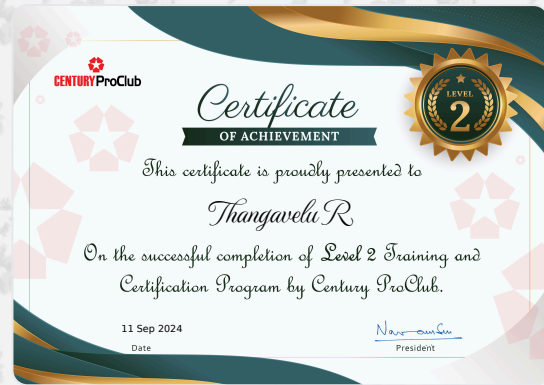 CENTURY ProClub
LEVEL
2
Certificate
OF ACHIEVEMENT
This certificate is proudly presented to
Thangavelu R
On the successful completion of Level 2 Training and
Certification Program by Century ProClub.
11 Sep 2024
Date
President